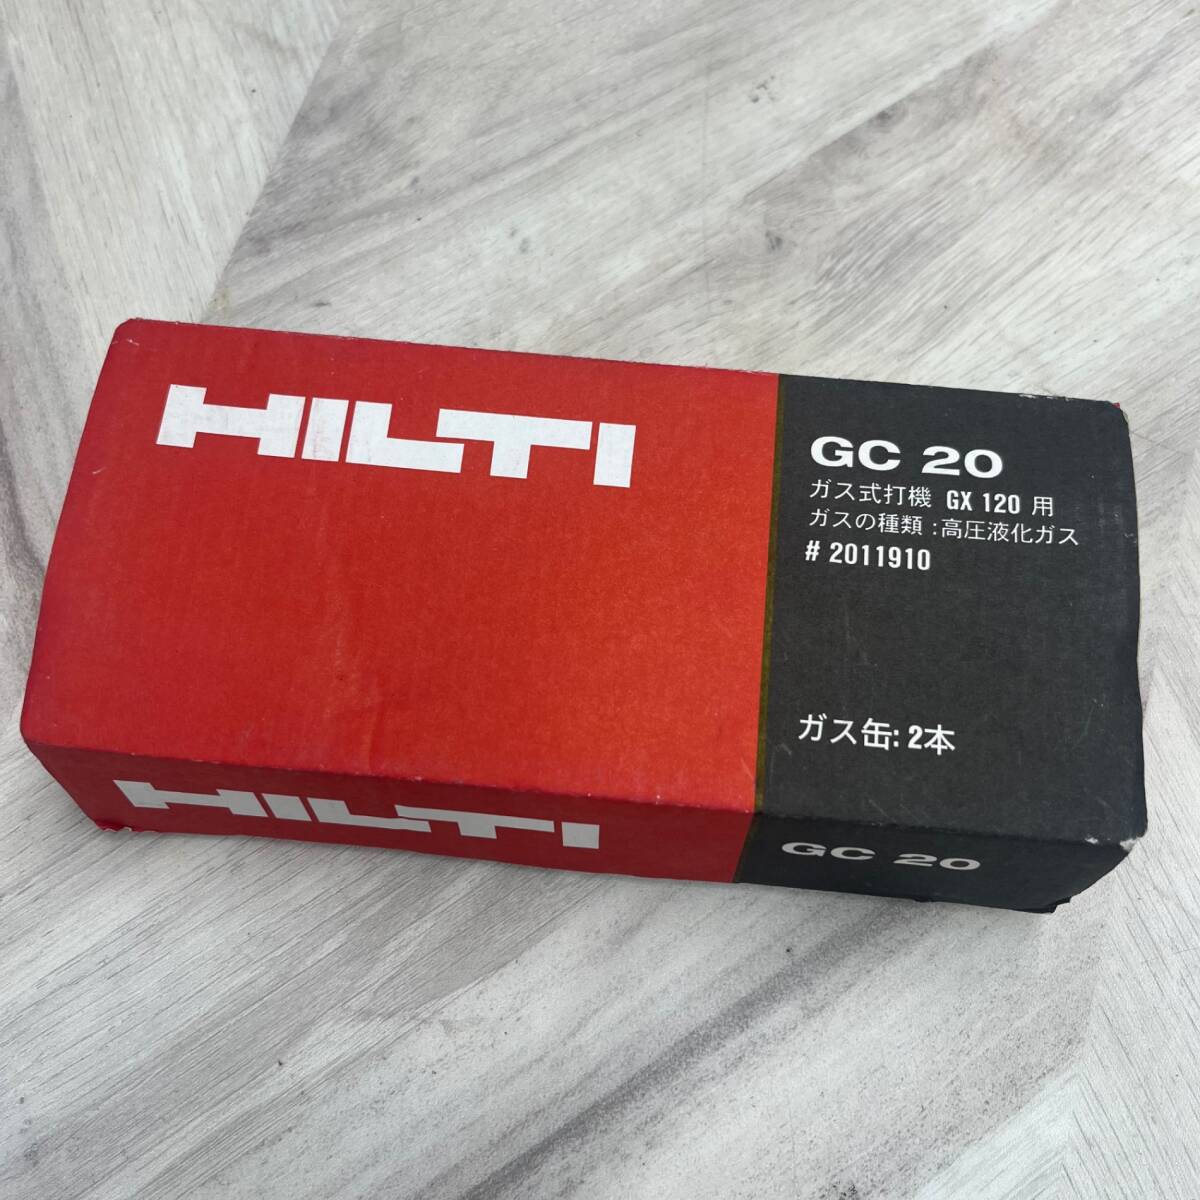 HILTI
GC 20
ガス式打機 GX 120 用
ガスの種類 : 高圧液化ガス
# 2011910
ガス缶: 2本
HILTI
GC 20